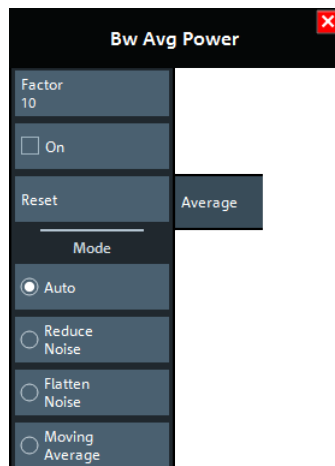 Bw Avg Power
Factor
10
On
Reset
Average
Mode
Auto
Reduce
Noise
Flatten
Noise
Moving
Average